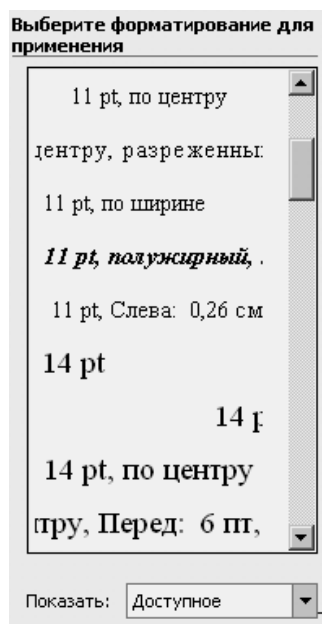 Выберите форматирование для
применения
11 pt, по центру
центру, разреженны
11 pt, по ширине
11 pt, полужирный, .
11 pt, Слева: 0,26 см
14 pt
14 p
14 pt, по центру
тру, Перед: 6 пт,
Показать: Доступное